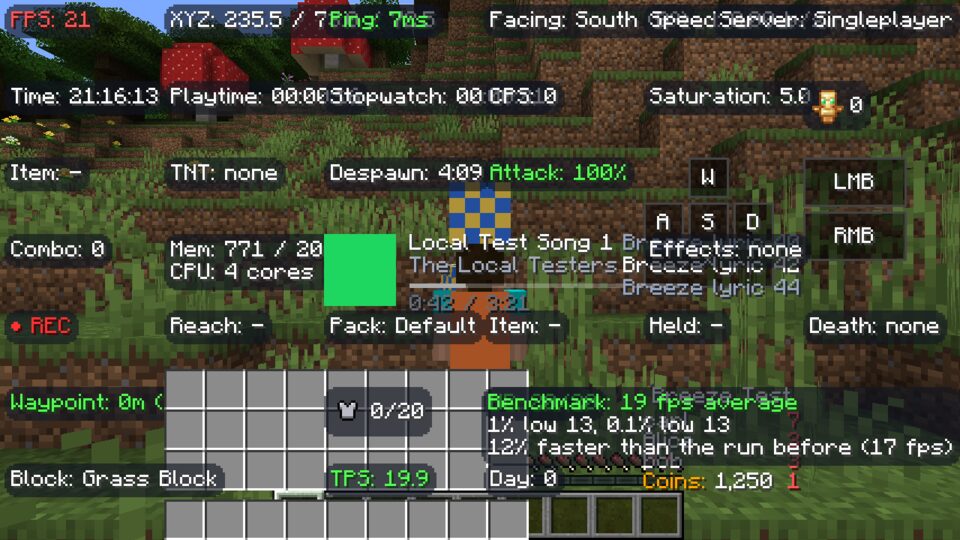 FPS: 21
XYZ: 235.5 / 7
Ping: 7ms
Facing: South
Speed
Server: Singleplayer
Time: 21:16:13
Playtime: 00:00
Stopwatch: 00
CPS: 0
Saturation: 5.0
0
Item: -
TNT: none
Despawn: 4:09
Attack: 100%
W
LMB
A S D
RMB
Combo: 0
Mem: 771 / 20
CPU: 4 cores
Local Test Song 1
The Local Testers
0:42 / 3:21
Effects: none
Breeze lyric 42
Breeze lyric 44
REC
Reach: -
Pack: Default
Item: -
Held: -
Death: none
Waypoint: 0m (
0/20
Breeze Test
Benchmark: 19 fps average
1% low 13, 0.1% low 13
12% faster than the run before (17 fps)
Bob
Block: Grass Block
TPS: 19.9
Day: 0
Coins: 1,250
1